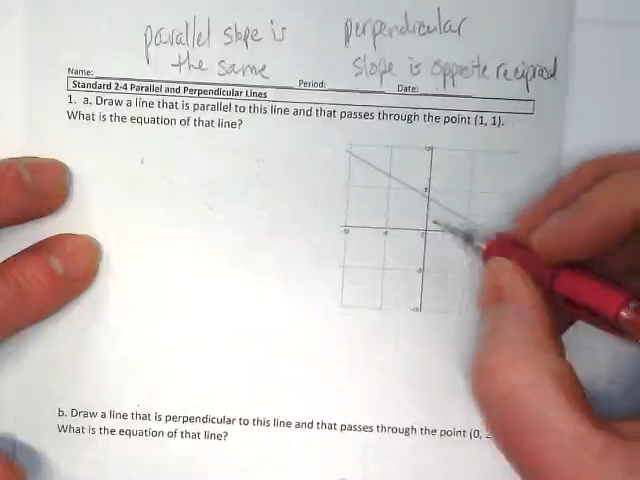 parallel slope is
the same
perpendicular
slope is opposite reciprocal
Name:
Period:
Date:
Standard 2-4 Parallel and Perpendicular Lines
1. a. Draw a line that is parallel to this line and that passes through the point (1, 1).
What is the equation of that line?
b. Draw a line that is perpendicular to this line and that passes through the point (0,
What is the equation of that line?